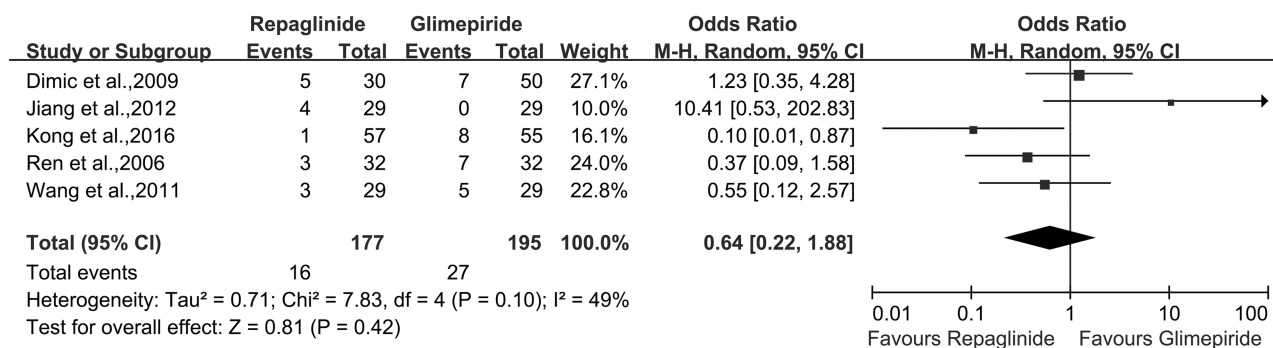 Repaglinide Glimepiride Odds Ratio Odds Ratio
Study or Subgroup Events Total Events Total Weight M-H, Random, 95% CI M-H, Random, 95% CI
Dimic et al.,2009 5 30 7 50 27.1% 1.23 [0.35, 4.28]
Jiang et al.,2012 4 29 0 29 10.0% 10.41 [0.53, 202.83]
Kong et al.,2016 1 57 8 55 16.1% 0.10 [0.01, 0.87]
Ren et al.,2006 3 32 7 32 24.0% 0.37 [0.09, 1.58]
Wang et al.,2011 3 29 5 29 22.8% 0.55 [0.12, 2.57]
Total (95% CI) 177 195 100.0% 0.64 [0.22, 1.88]
Total events 16 27
Heterogeneity: Tau² = 0.71; Chi² = 7.83, df = 4 (P = 0.10); I² = 49%
Test for overall effect: Z = 0.81 (P = 0.42)
0.01 0.1 1 10 100
Favours Repaglinide Favours Glimepiride